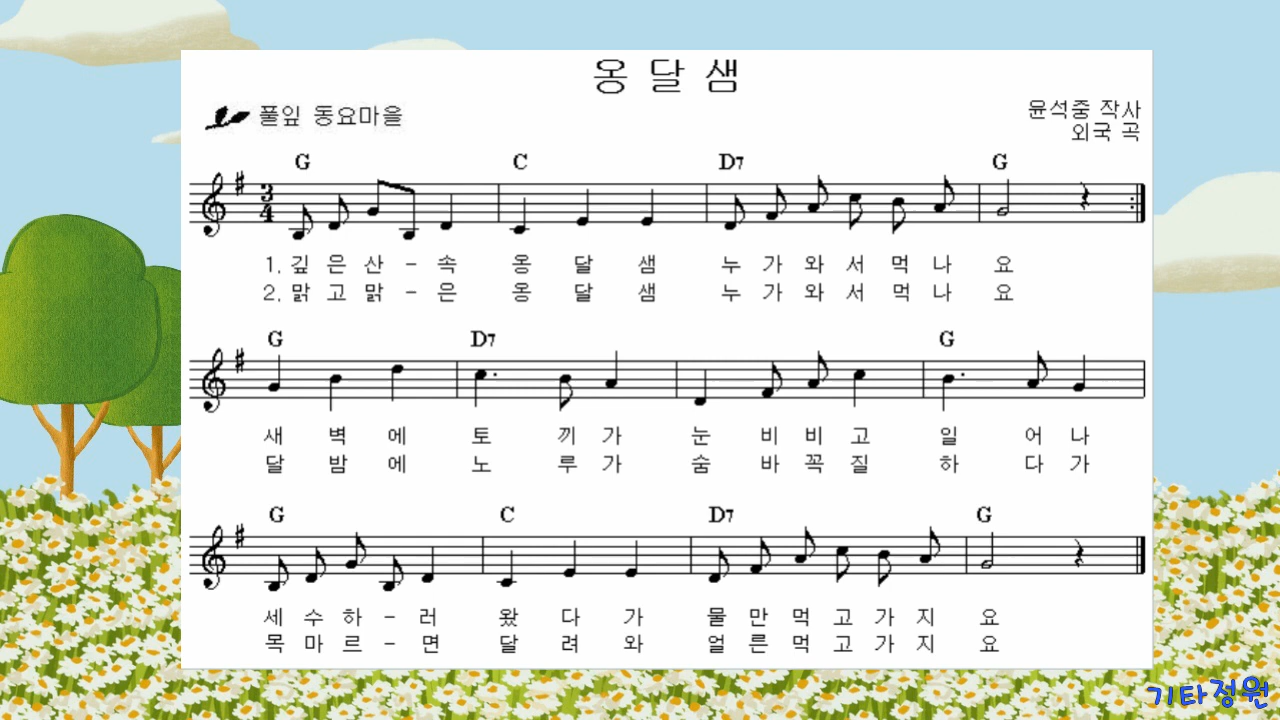 옹 달 샘
풀잎 동요마을
윤석중 작사
외국 곡
G C D7 G
3
4
1. 깊 은 산 - 속 옹 달 샘 누 가 와 서 먹 나 요
2. 맑 고 맑 - 은 옹 달 샘 누 가 와 서 먹 나 요
G D7 G
새 벽 에 토 끼 가 눈 비 비 고 일 어 나
달 밤 에 노 루 가 숨 바 꼭 질 하 다 가
G C D7 G
세 수 하 - 러 왔 다 가 물 만 먹 고 가 지 요
목 마 르 - 면 달 려 와 얼 른 먹 고 가 지 요
기타정원